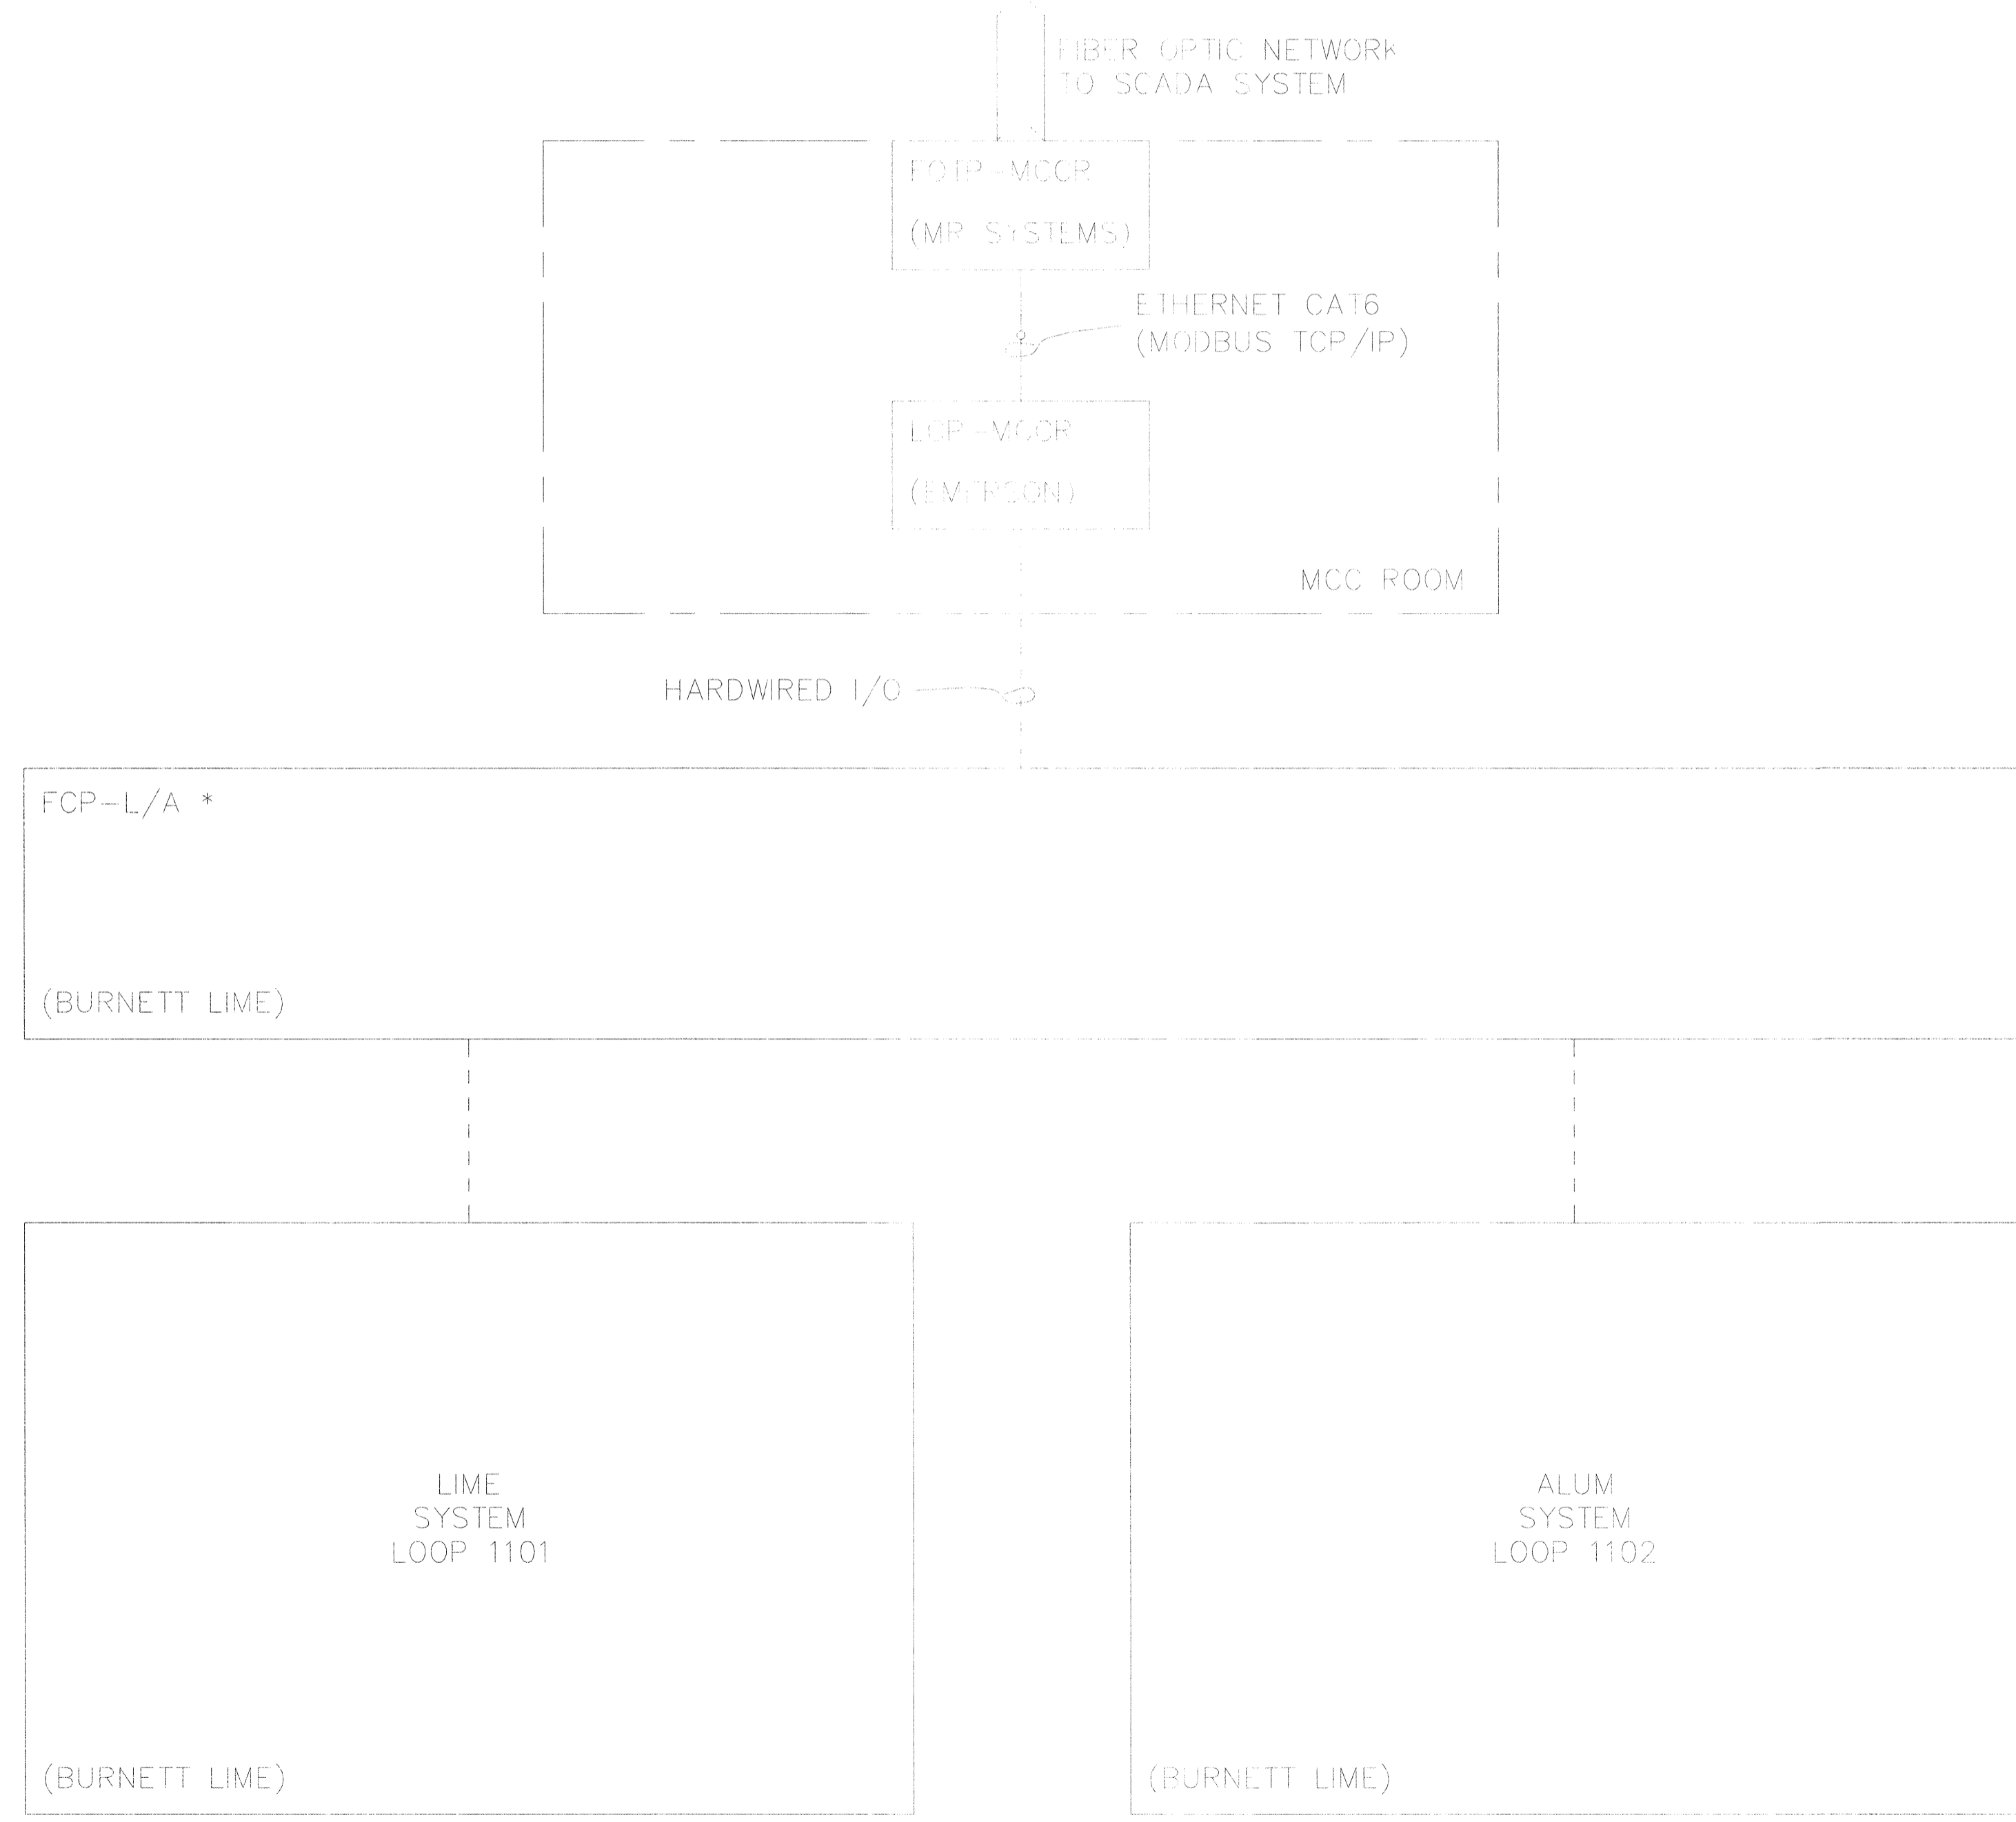 FIBER OPTIC NETWORK
TO SCADA SYSTEM
FOTP-MCCR
(MR SYSTEMS)
ETHERNET CAT6
(MODBUS TCP/IP)
LCP-MCCR
(EMERSON)
MCC ROOM
HARDWIRED I/O
FCP-L/A *
(BURNETT LIME)
LIME
SYSTEM
LOOP 1101
(BURNETT LIME)
ALUM
SYSTEM
LOOP 1102
(BURNETT LIME)